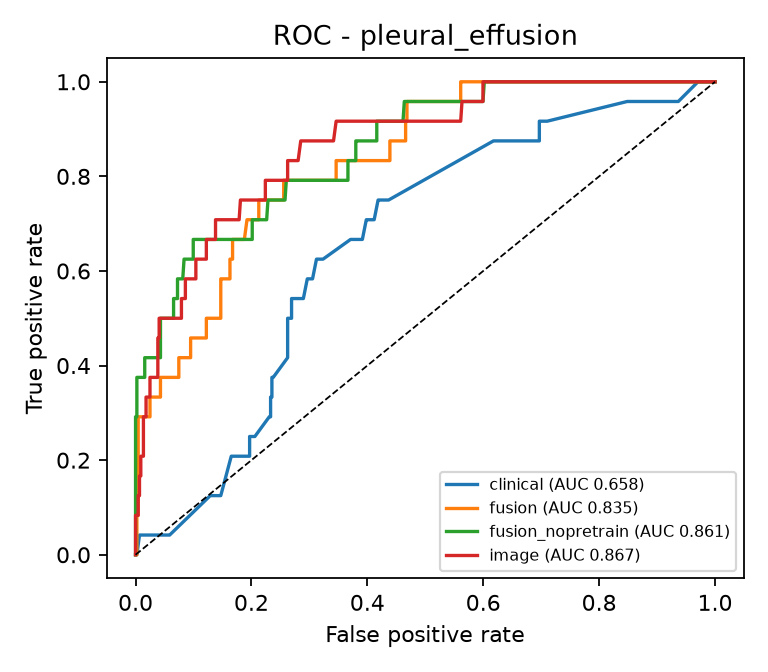 ROC - pleural_effusion
True positive rate
1.0
0.8
0.6
0.4
0.2
0.0
clinical (AUC 0.658)
fusion (AUC 0.835)
fusion_nopretrain (AUC 0.861)
image (AUC 0.867)
0.0 0.2 0.4 0.6 0.8 1.0
False positive rate